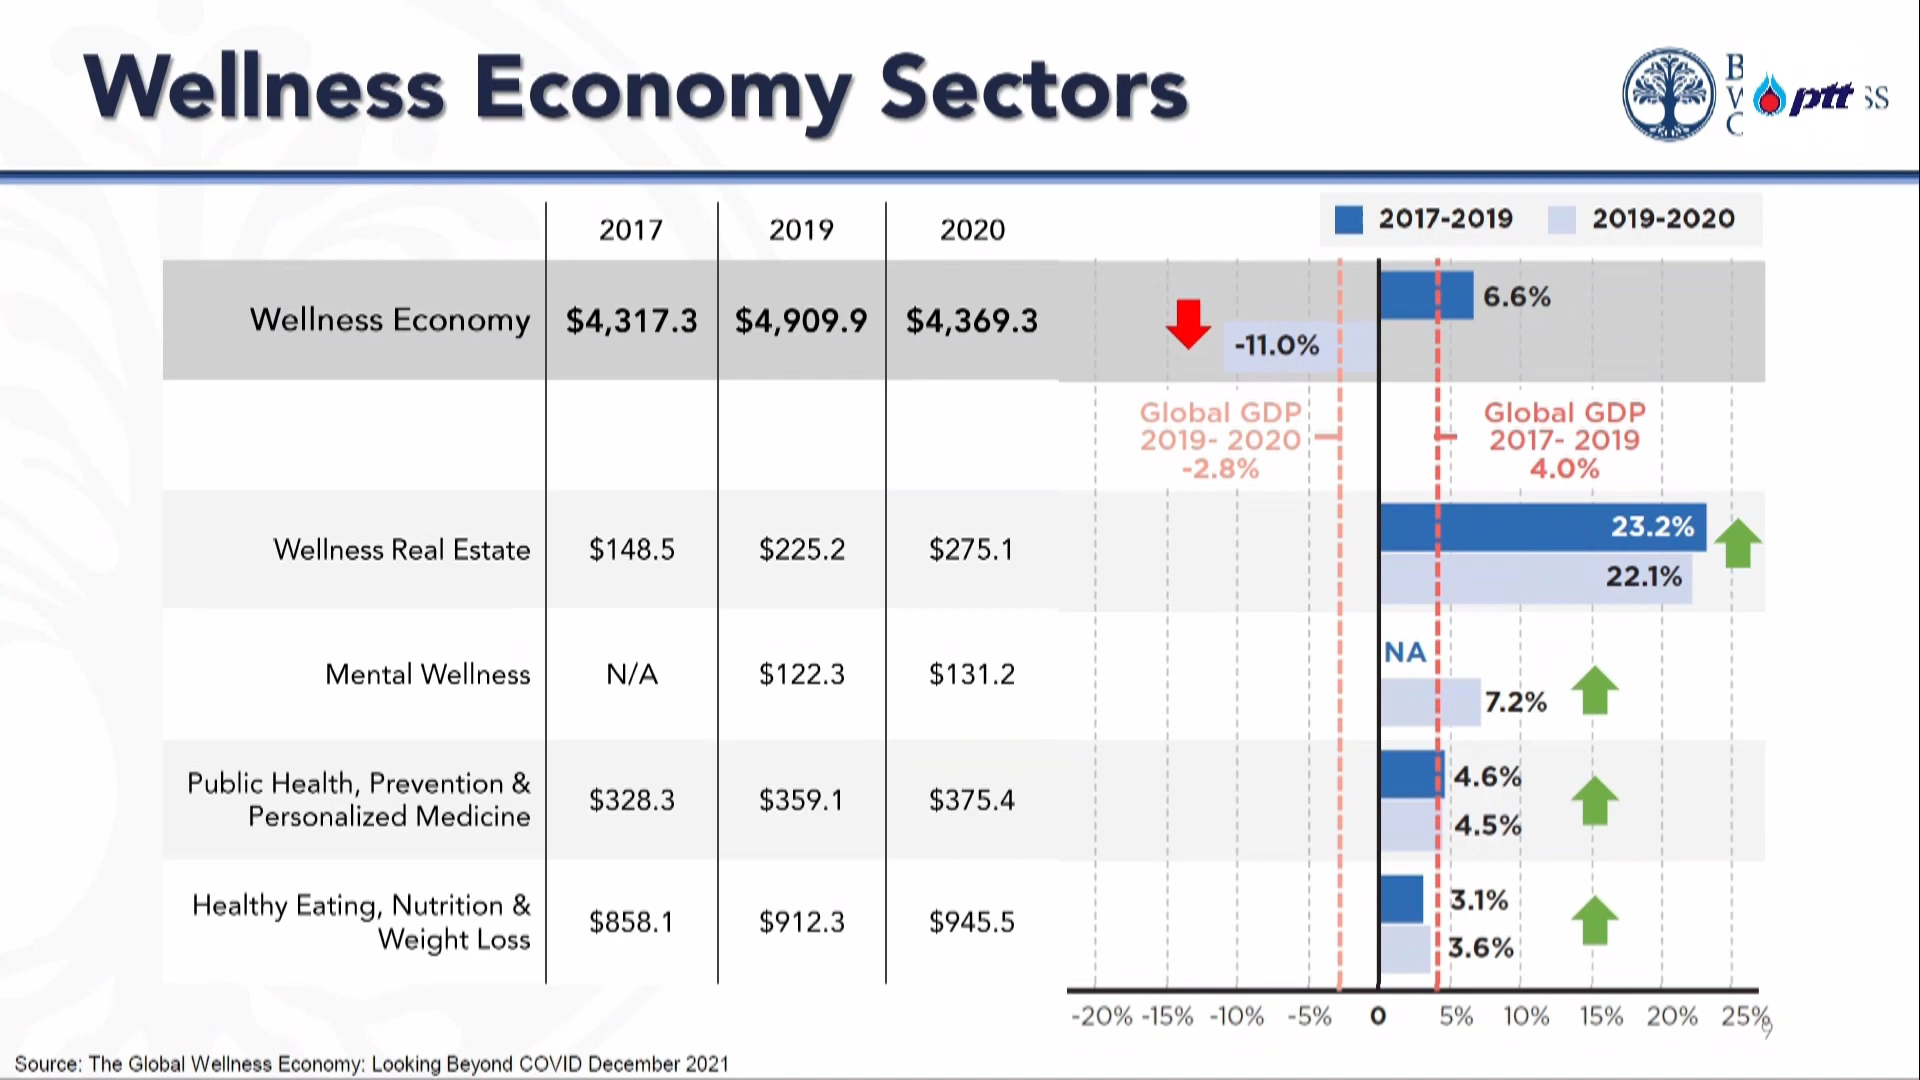 Wellness Economy Sectors
ptt
2017 2019 2020
2017-2019 2019-2020
Wellness Economy $4,317.3 $4,909.9 $4,369.3
6.6%
-11.0%
Global GDP
2019- 2020
-2.8%
Global GDP
2017- 2019
4.0%
Wellness Real Estate $148.5 $225.2 $275.1
23.2%
22.1%
Mental Wellness N/A $122.3 $131.2
NA
7.2%
Public Health, Prevention &
Personalized Medicine
$328.3 $359.1 $375.4
4.6%
4.5%
Healthy Eating, Nutrition &
Weight Loss
$858.1 $912.3 $945.5
3.1%
3.6%
-20% -15% -10% -5% 0 5% 10% 15% 20% 25%
9
Source: The Global Wellness Economy: Looking Beyond COVID December 2021